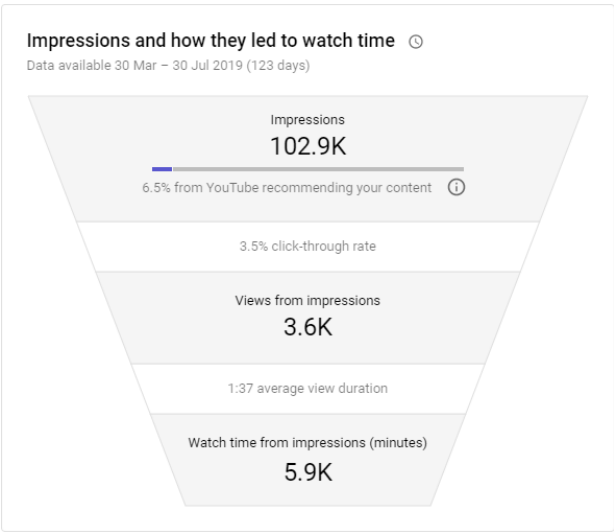 Impressions and how they led to watch time
Data available 30 Mar – 30 Jul 2019 (123 days)
Impressions
102.9K
6.5% from YouTube recommending your content
3.5% click-through rate
Views from impressions
3.6K
1:37 average view duration
Watch time from impressions (minutes)
5.9K